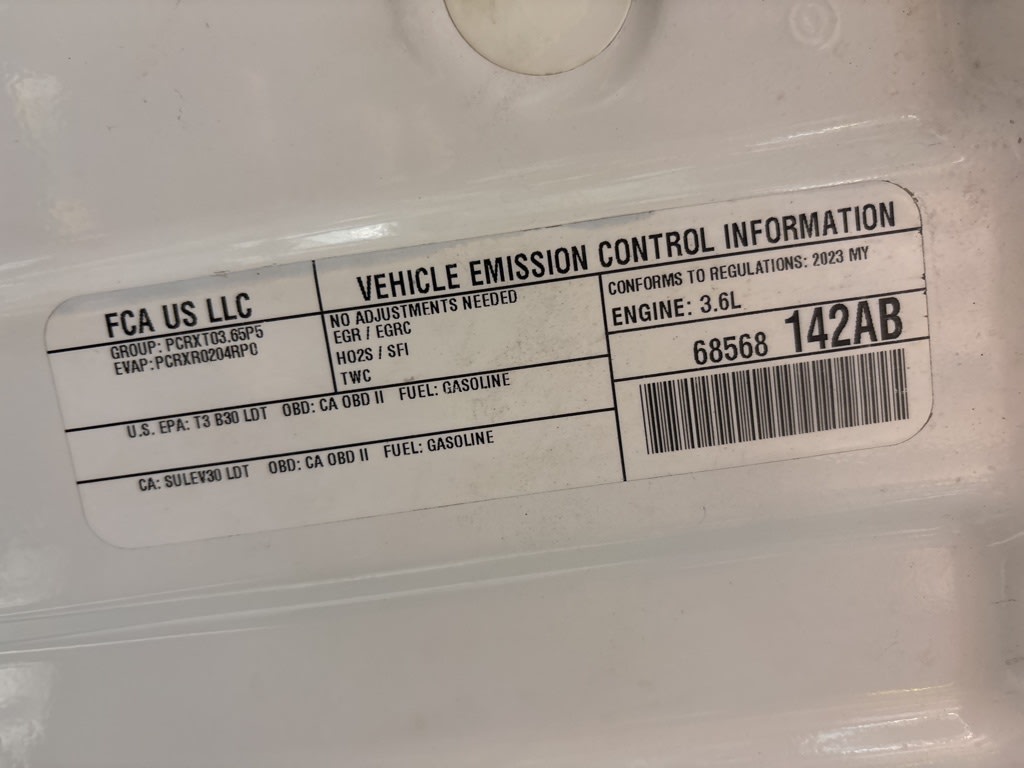 FCA US LLC
GROUP: PCRXT03.65P5
EVAP: PCRXR0204RP0
VEHICLE EMISSION CONTROL INFORMATION
NO ADJUSTMENTS NEEDED
EGR / EGRC
HO2S / SFI
TWC
CONFORMS TO REGULATIONS: 2023 MY
ENGINE: 3.6L
68568 142AB
U.S. EPA: T3 B30 LDT OBD: CA OBD II FUEL: GASOLINE
CA: SULEV30 LDT OBD: CA OBD II FUEL: GASOLINE